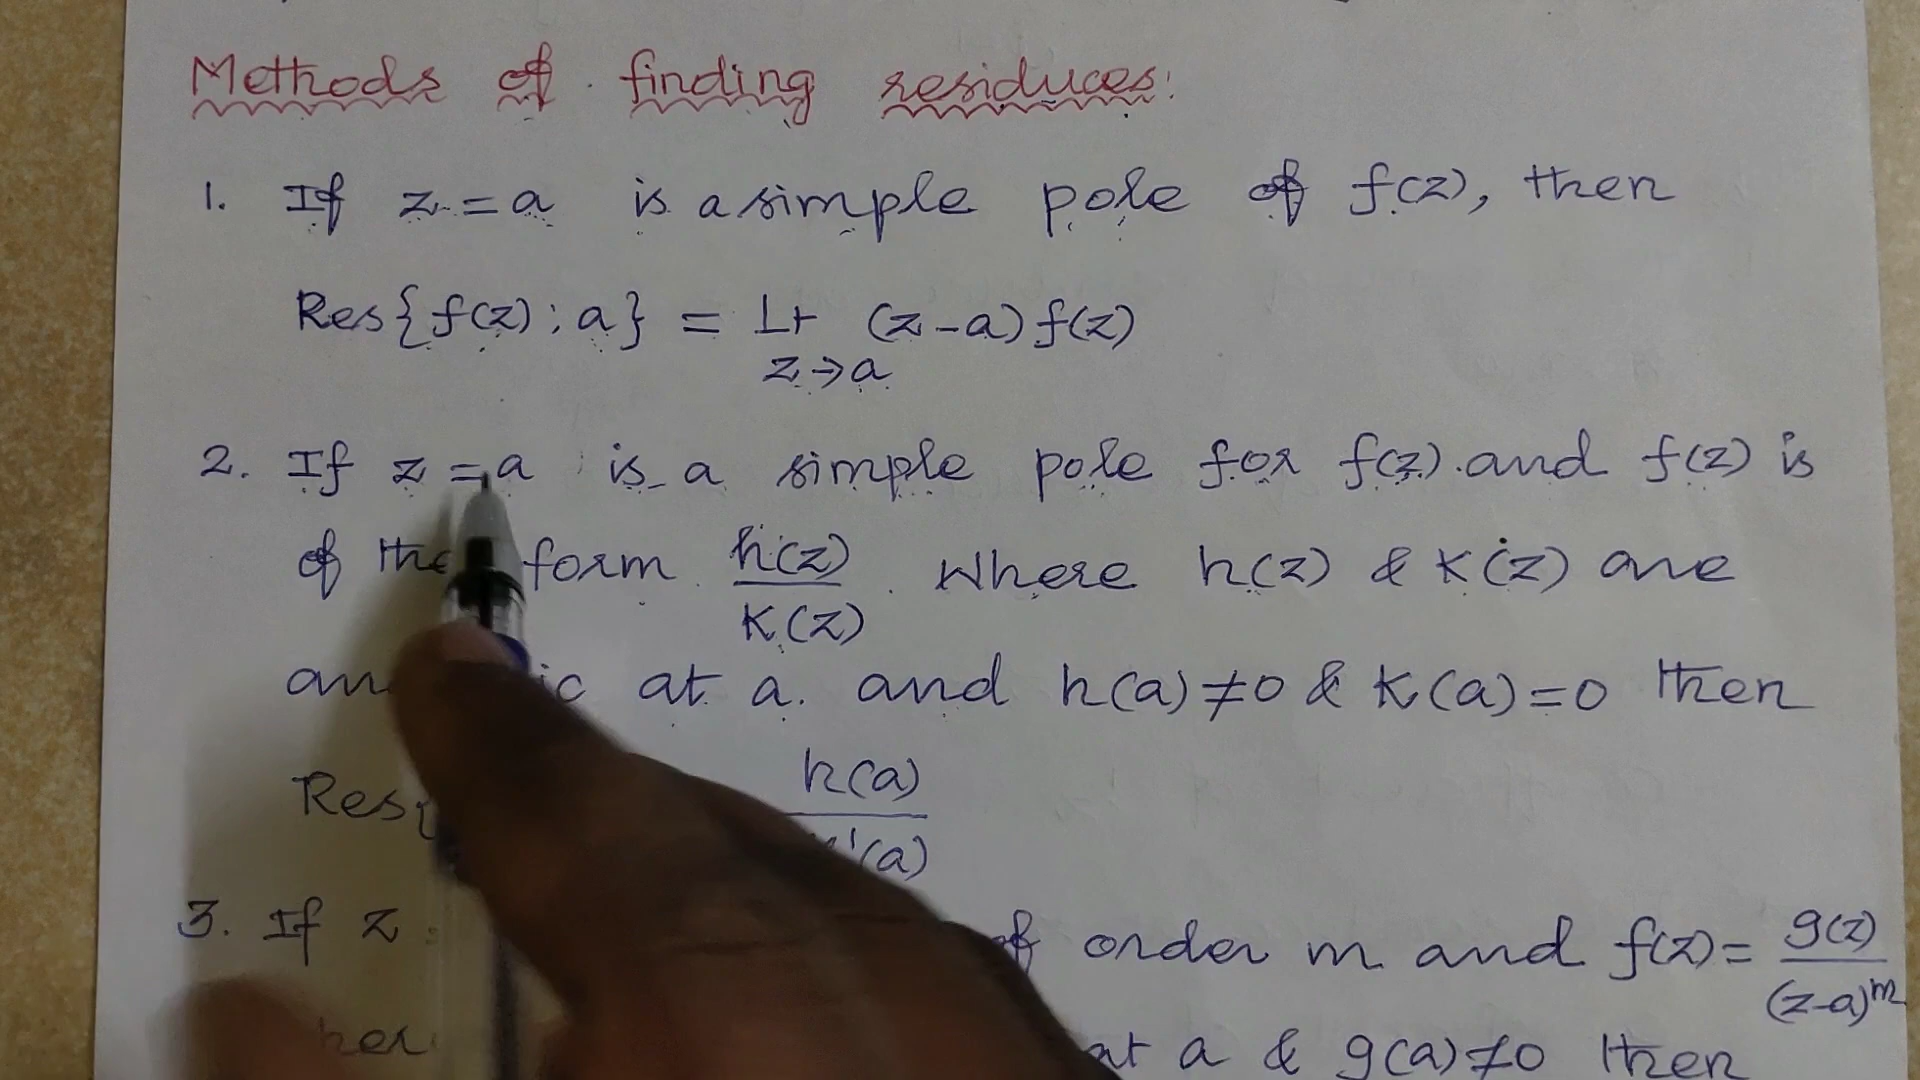 Methods of finding residues:
1. If z = a is a simple pole of f(z), then
Res{f(z); a} = Lt (z-a) f(z)
z→a
2. If z = a is a simple pole for f(z) and f(z) is
of the form h(z)/K(z). Where h(z) & K(z) are
at a. and h(a)≠0 & K(a)=0 then
Res{ h(a)/K'(a)
3. If z of order m and f(z) = g(z)/(z-a)^m
at a & g(a)≠0 then